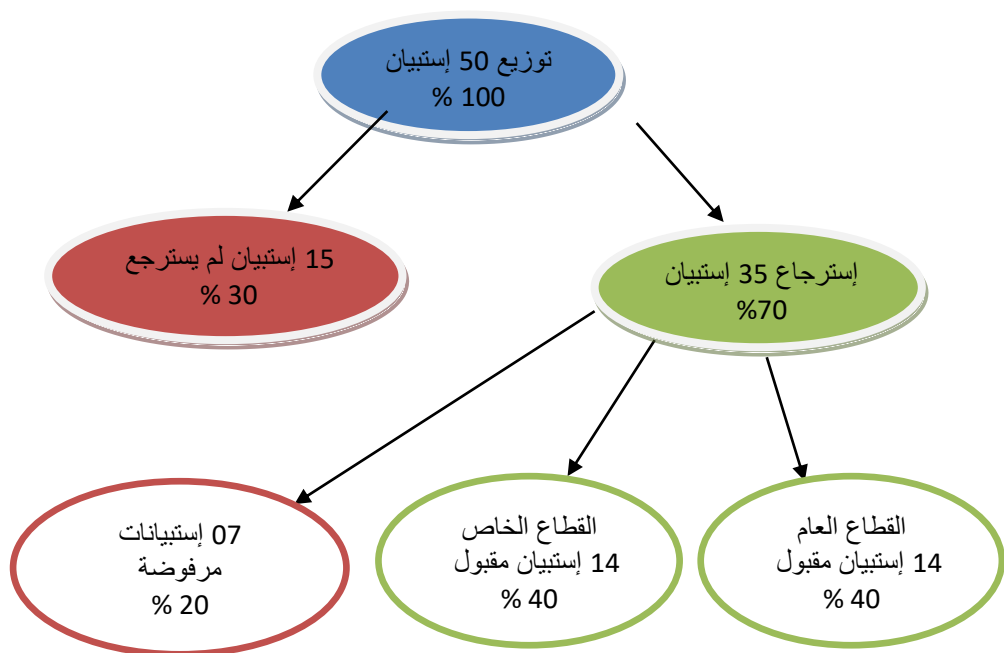 توزيع 50 إستبيان
100 %
15 إستبيان لم يسترجع
30 %
إسترجاع 35 إستبيان
70%
القطاع العام
14 إستبيان مقبول
40 %
القطاع الخاص
14 إستبيان مقبول
40 %
07 إستبيانات
مرفوضة
20 %